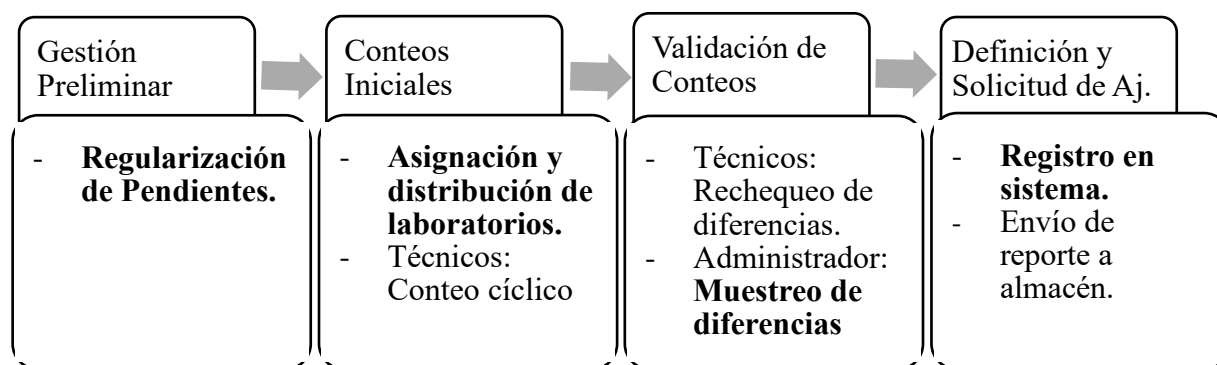 Gestión
Preliminar
- Regularización
de Pendientes.
Conteos
Iniciales
- Asignación y
distribución de
laboratorios.
- Técnicos:
Conteo cíclico
Validación de
Conteos
- Técnicos:
Rechequeo de
diferencias.
- Administrador:
Muestreo de
diferencias
Definición y
Solicitud de Aj.
- Registro en
sistema.
- Envío de
reporte a
almacén.